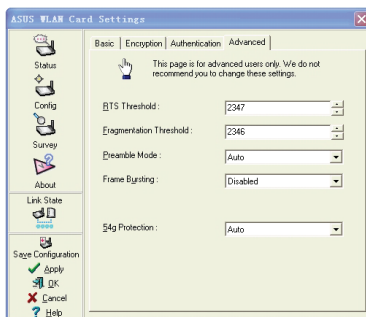 ASUS WLAN Card Settings
Status
Config
Survey
About
Link State
Save Configuration
Apply
OK
Cancel
Help
Basic
Encryption
Authentication
Advanced
This page is for advanced users only. We do not
recommend you to change these settings.
RTS Threshold :
2347
Fragmentation Threshold :
2346
Preamble Mode :
Auto
Frame Bursting :
Disabled
54g Protection :
Auto